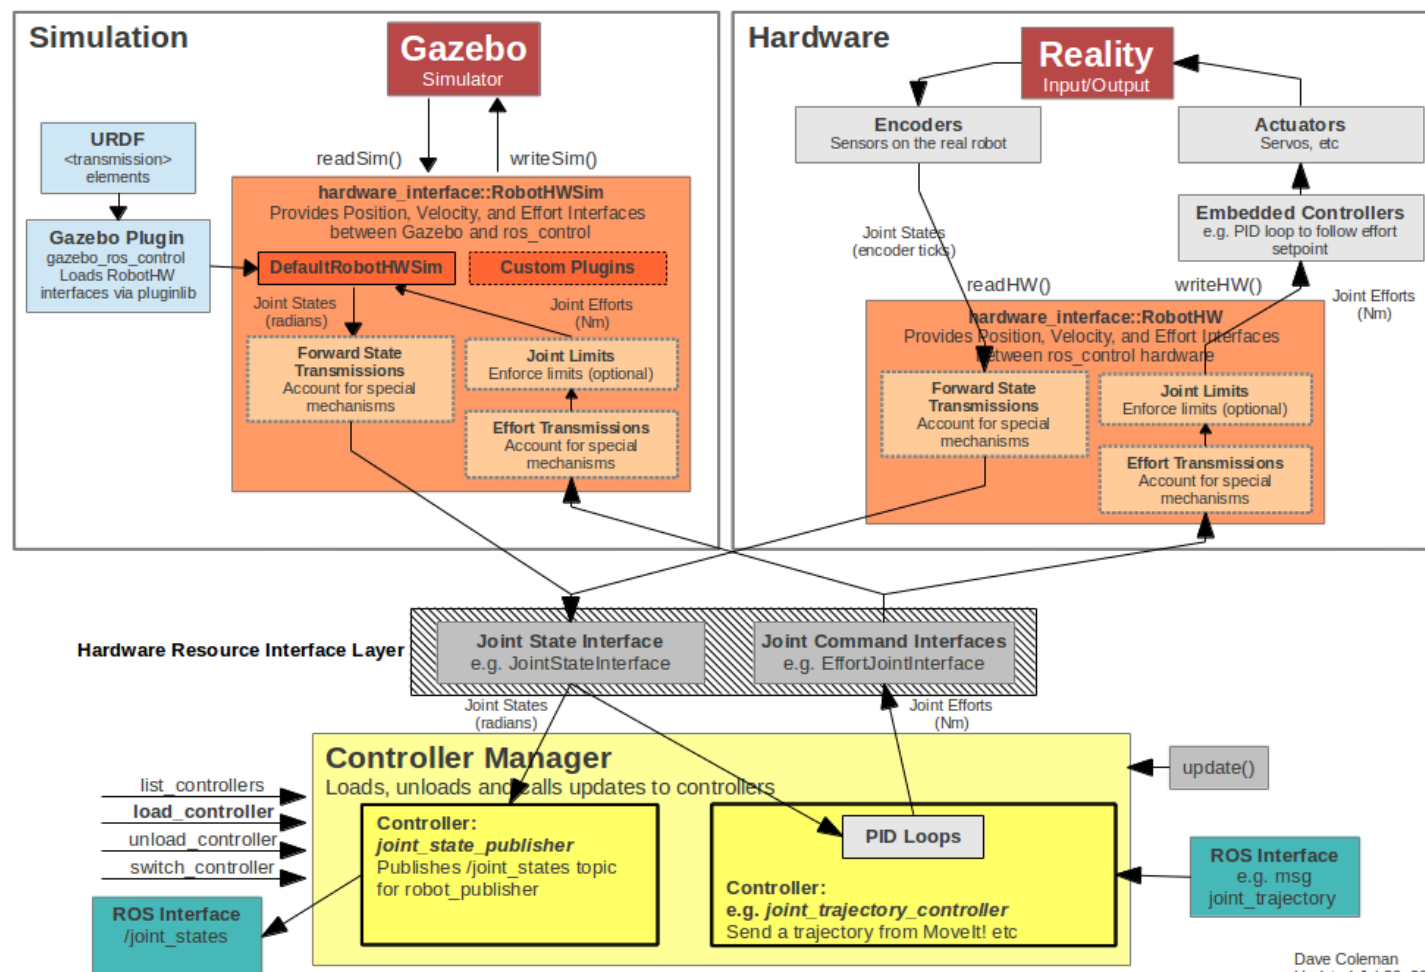 Simulation
Gazebo
Simulator
URDF
<transmission>
elements
readSim()
writeSim()
hardware_interface::RobotHWSim
Provides Position, Velocity, and Effort Interfaces
between Gazebo and ros_control
Gazebo Plugin
gazebo_ros_control
Loads RobotHW
interfaces via pluginlib
DefaultRobotHWSim
Custom Plugins
Joint States
(radians)
Joint Efforts
(Nm)
Forward State
Transmissions
Account for special
mechanisms
Joint Limits
Enforce limits (optional)
Effort Transmissions
Account for special
mechanisms
Hardware
Reality
Input/Output
Encoders
Sensors on the real robot
Actuators
Servos, etc
Embedded Controllers
e.g. PID loop to follow effort
setpoint
Joint States
(encoder ticks)
readHW()
writeHW()
Joint Efforts
(Nm)
hardware_interface::RobotHW
Provides Position, Velocity, and Effort Interfaces
between ros_control hardware
Forward State
Transmissions
Account for special
mechanisms
Joint Limits
Enforce limits (optional)
Effort Transmissions
Account for special
mechanisms
Hardware Resource Interface Layer
Joint State Interface
e.g. JointStateInterface
Joint Command Interfaces
e.g. EffortJointInterface
Joint States
(radians)
Joint Efforts
(Nm)
Controller Manager
Loads, unloads and calls updates to controllers
update()
list_controllers
load_controller
unload_controller
switch_controller
Controller:
joint_state_publisher
Publishes /joint_states topic
for robot_publisher
PID Loops
Controller:
e.g. joint_trajectory_controller
Send a trajectory from MoveIt! etc
ROS Interface
e.g. msg
joint_trajectory
ROS Interface
/joint_states
Dave Coleman